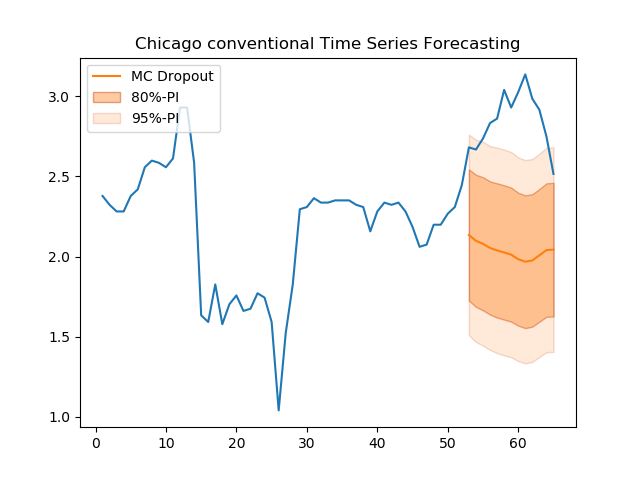 Chicago conventional Time Series Forecasting
MC Dropout
80%-PI
95%-PI
3.0
2.5
2.0
1.5
1.0
0 10 20 30 40 50 60